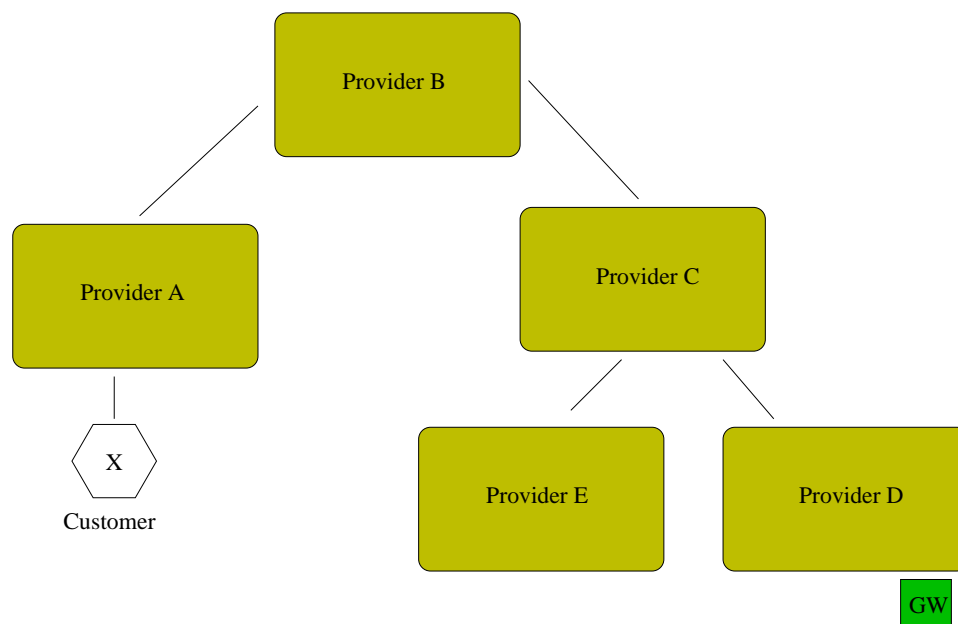 Provider B
Provider C
Provider A
X
Customer
Provider E
Provider D
GW